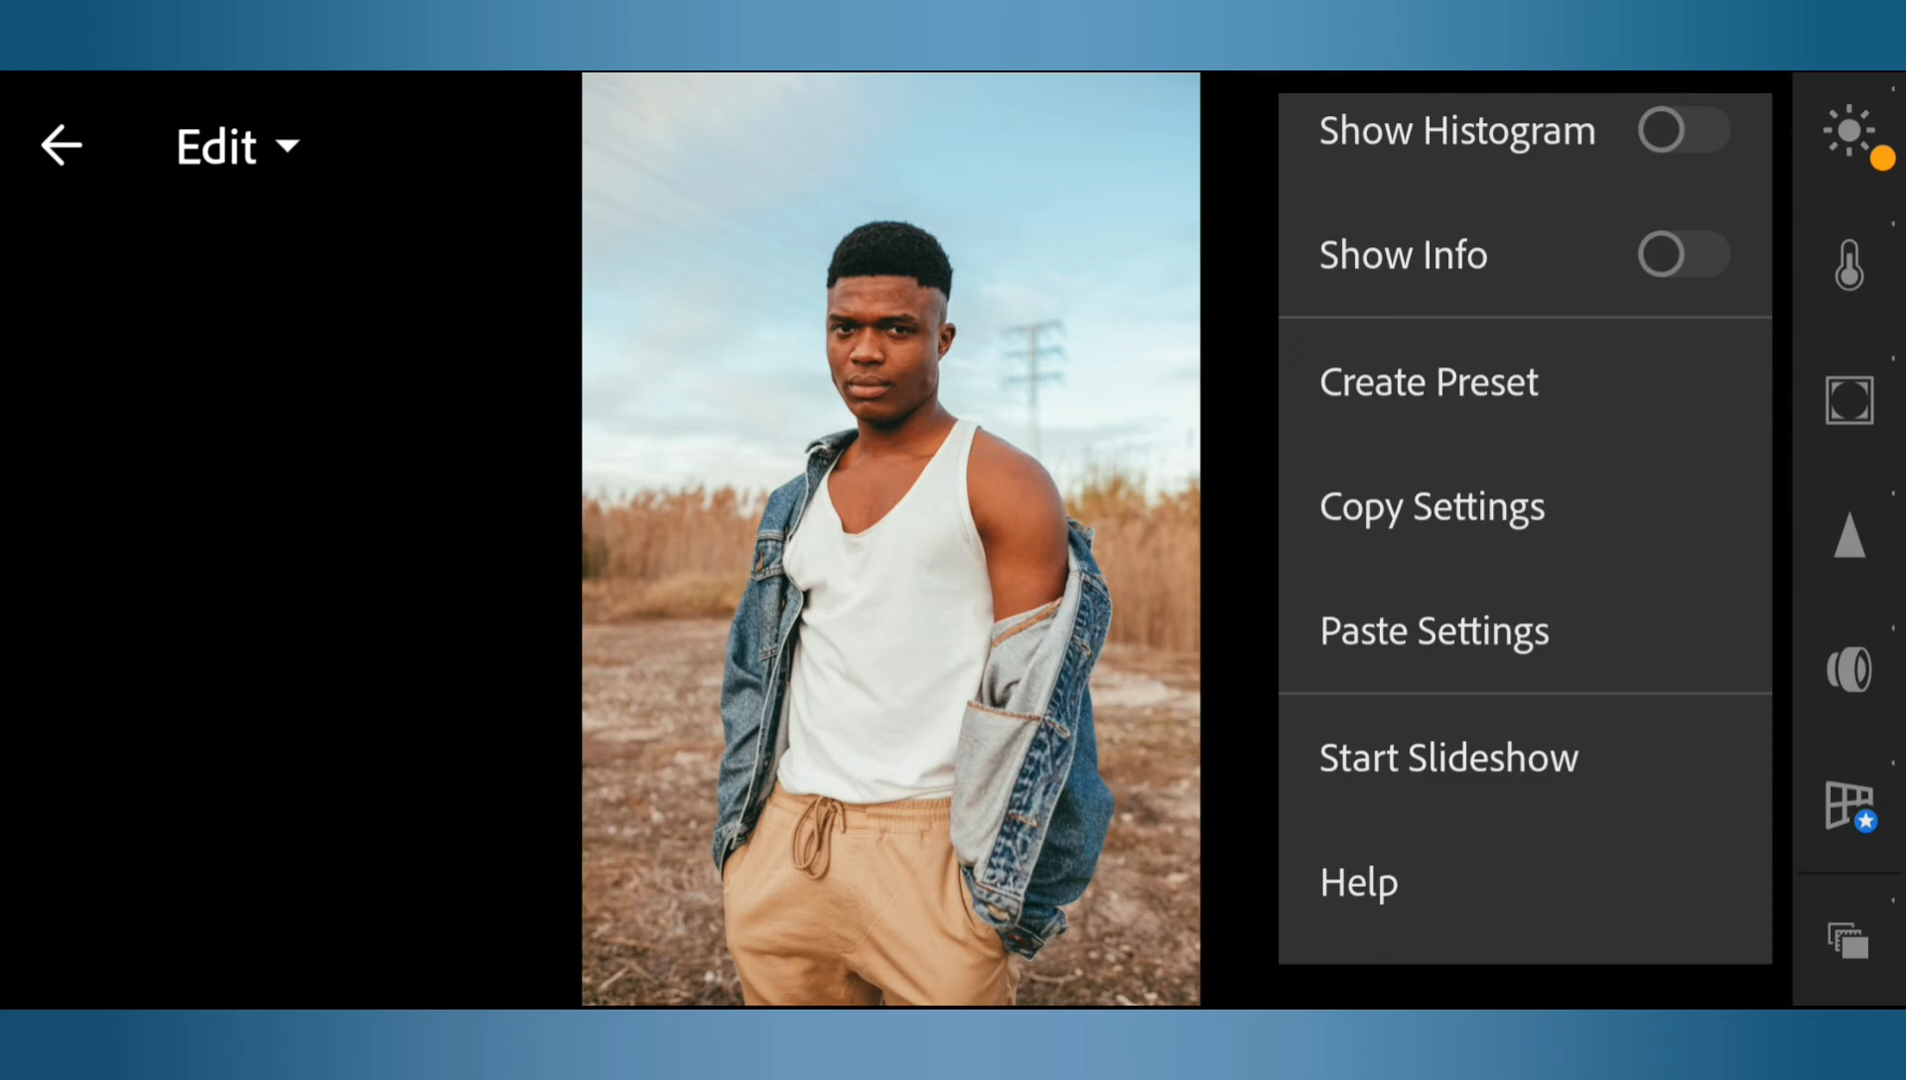 Edit
Show Histogram
Show Info
Create Preset
Copy Settings
Paste Settings
Start Slideshow
Help